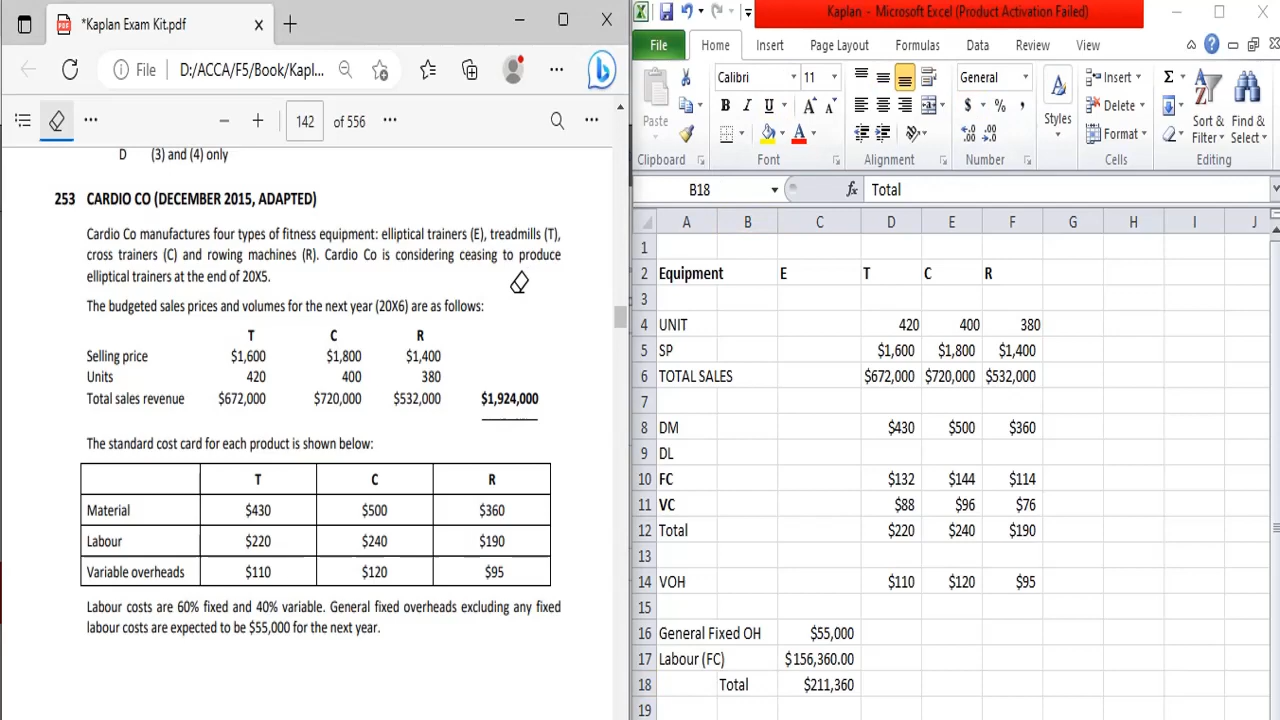 *Kaplan Exam Kit.pdf
File
D:/ACCA/F5/Book/Kapl...
142 of 556
D (3) and (4) only
253 CARDIO CO (DECEMBER 2015, ADAPTED)
Cardio Co manufactures four types of fitness equipment: elliptical trainers (E), treadmills (T),
cross trainers (C) and rowing machines (R). Cardio Co is considering ceasing to produce
elliptical trainers at the end of 20X5.
The budgeted sales prices and volumes for the next year (20X6) are as follows:
T C R
Selling price $1,600 $1,800 $1,400
Units 420 400 380
Total sales revenue $672,000 $720,000 $532,000 $1,924,000
The standard cost card for each product is shown below:
T C R
Material $430 $500 $360
Labour $220 $240 $190
Variable overheads $110 $120 $95
Labour costs are 60% fixed and 40% variable. General fixed overheads excluding any fixed
labour costs are expected to be $55,000 for the next year.
Kaplan - Microsoft Excel (Product Activation Failed)
File Home Insert Page Layout Formulas Data Review View
Calibri 11 General Insert
B I U $ % , Delete
Paste Styles Format Sort & Filter Find & Select
Clipboard Font Alignment Number Cells Editing
B18 fx Total
A B C D E F G H I J
1
2 Equipment E T C R
3
4 UNIT 420 400 380
5 SP $1,600 $1,800 $1,400
6 TOTAL SALES $672,000 $720,000 $532,000
7
8 DM $430 $500 $360
9 DL
10 FC $132 $144 $114
11 VC $88 $96 $76
12 Total $220 $240 $190
13
14 VOH $110 $120 $95
15
16 General Fixed OH $55,000
17 Labour (FC) $156,360.00
18 Total $211,360
19